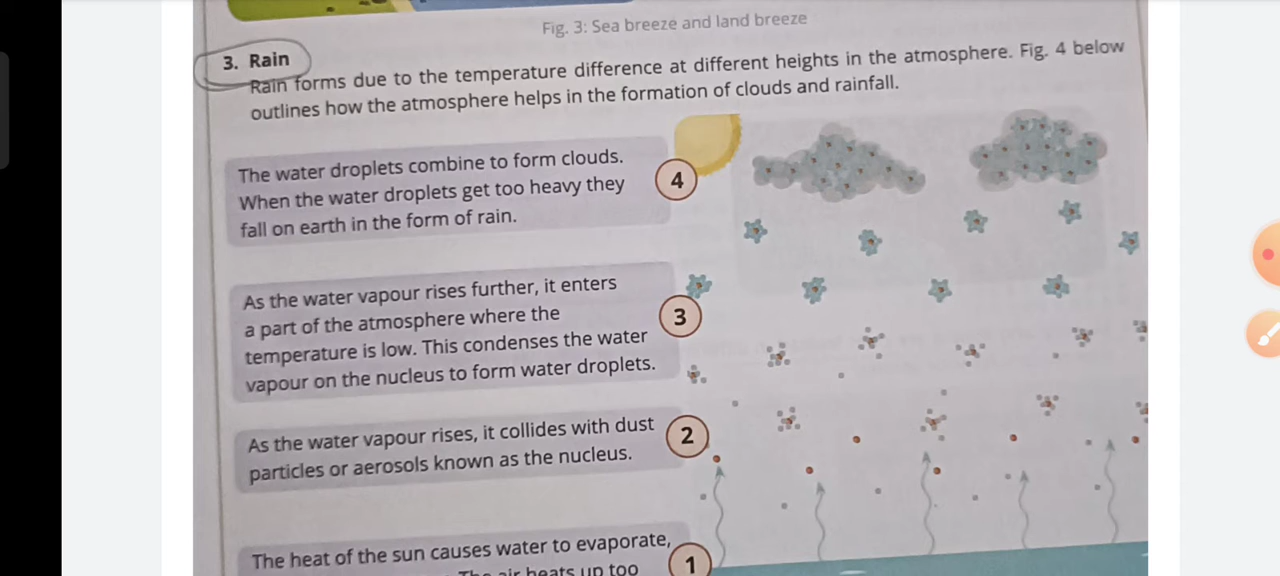 Fig. 3: Sea breeze and land breeze
3. Rain
Rain forms due to the temperature difference at different heights in the atmosphere. Fig. 4 below
outlines how the atmosphere helps in the formation of clouds and rainfall.
The water droplets combine to form clouds.
When the water droplets get too heavy they
fall on earth in the form of rain.
4
As the water vapour rises further, it enters
a part of the atmosphere where the
temperature is low. This condenses the water
vapour on the nucleus to form water droplets.
3
As the water vapour rises, it collides with dust
particles or aerosols known as the nucleus.
2
The heat of the sun causes water to evaporate,
The air heats up too
1